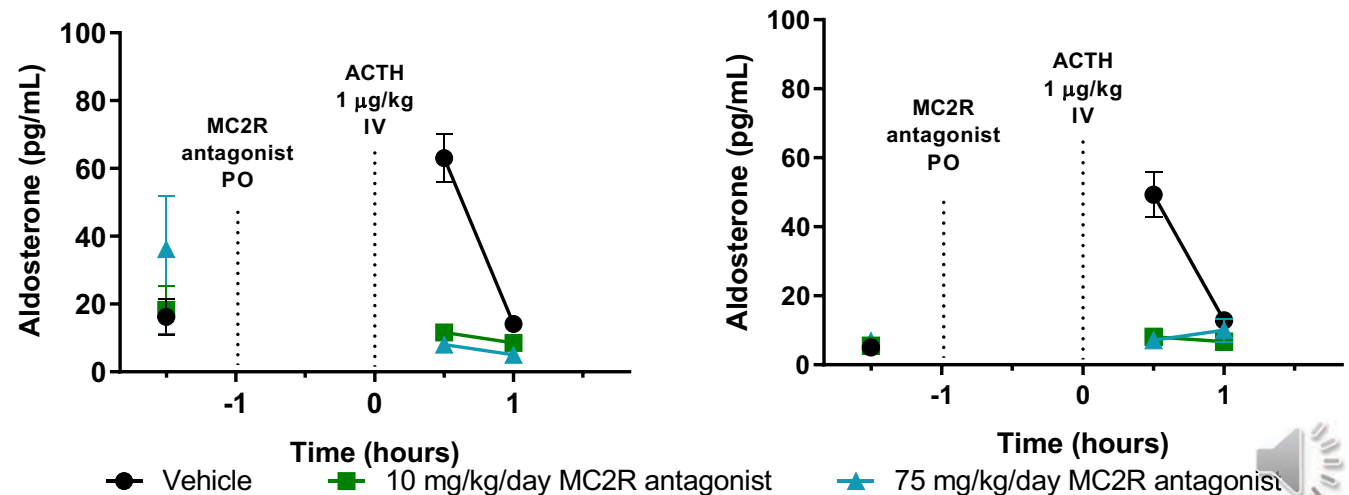 100
80
60
40
20
0
Aldosterone (pg/mL)
MC2R
antagonist
PO
ACTH
1 μg/kg
IV
-1
0
1
Time (hours)
100
80
60
40
20
0
Aldosterone (pg/mL)
MC2R
antagonist
PO
ACTH
1 μg/kg
IV
-1
0
1
Time (hours)
Vehicle
10 mg/kg/day MC2R antagonist
75 mg/kg/day MC2R antagonist